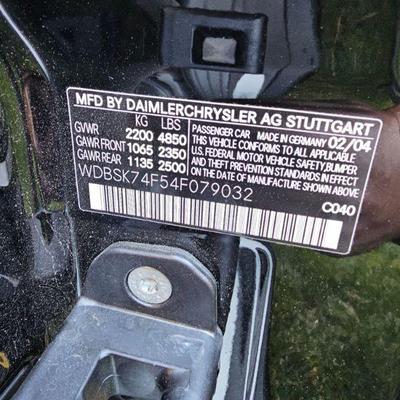 MFD BY DAIMLERCHRYSLER AG STUTTGART
KG LBS PASSENGER CAR MADE IN GERMANY 02/04
GVWR 2200 4850 THIS VEHICLE CONFORMS TO ALL APPLICABLE
GAWR FRONT 1065 2350 U.S. FEDERAL MOTOR VEHICLE SAFETY,BUMPER
GAWR REAR 1135 2500 AND THEFT PREVENTION STANDARDS IN EFFECT
ON THE DATE OF MANUFACTURE SHOWN ABOVE
WDBSK74F54F079032
C040